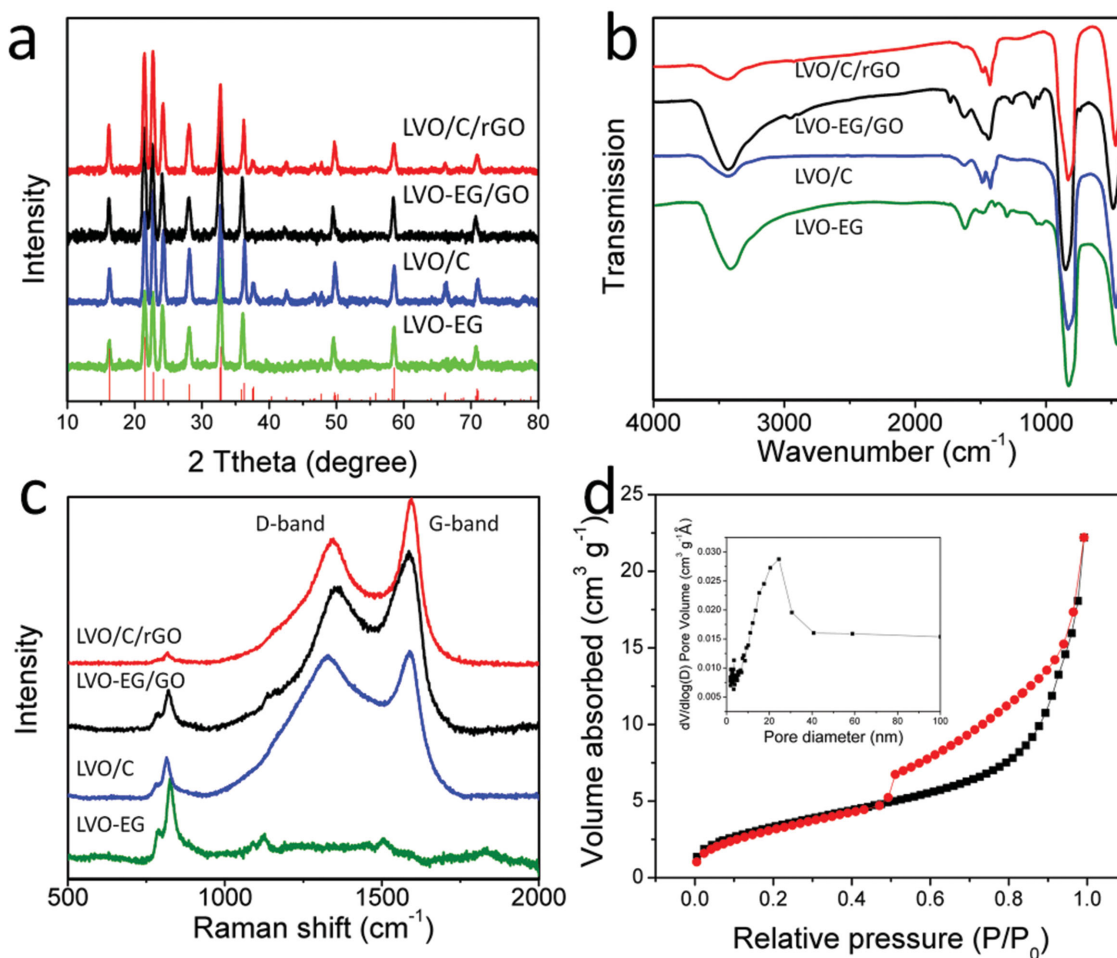 a
Intensity
LVO/C/rGO
LVO-EG/GO
LVO/C
LVO-EG
10 20 30 40 50 60 70 80
2 Ttheta (degree)
b
Transmission
LVO/C/rGO
LVO-EG/GO
LVO/C
LVO-EG
4000 3000 2000 1000
Wavenumber (cm⁻¹)
c
Intensity
D-band G-band
LVO/C/rGO
LVO-EG/GO
LVO/C
LVO-EG
500 1000 1500 2000
Raman shift (cm⁻¹)
d
Volume absorbed (cm³ g⁻¹)
25
20
15
10
5
0
dV/dlog(D) Pore Volume (cm³ g⁻¹Å)
0.030
0.025
0.020
0.015
0.010
0.005
0 20 40 60 80 100
Pore diameter (nm)
0.0 0.2 0.4 0.6 0.8 1.0
Relative pressure (P/P₀)